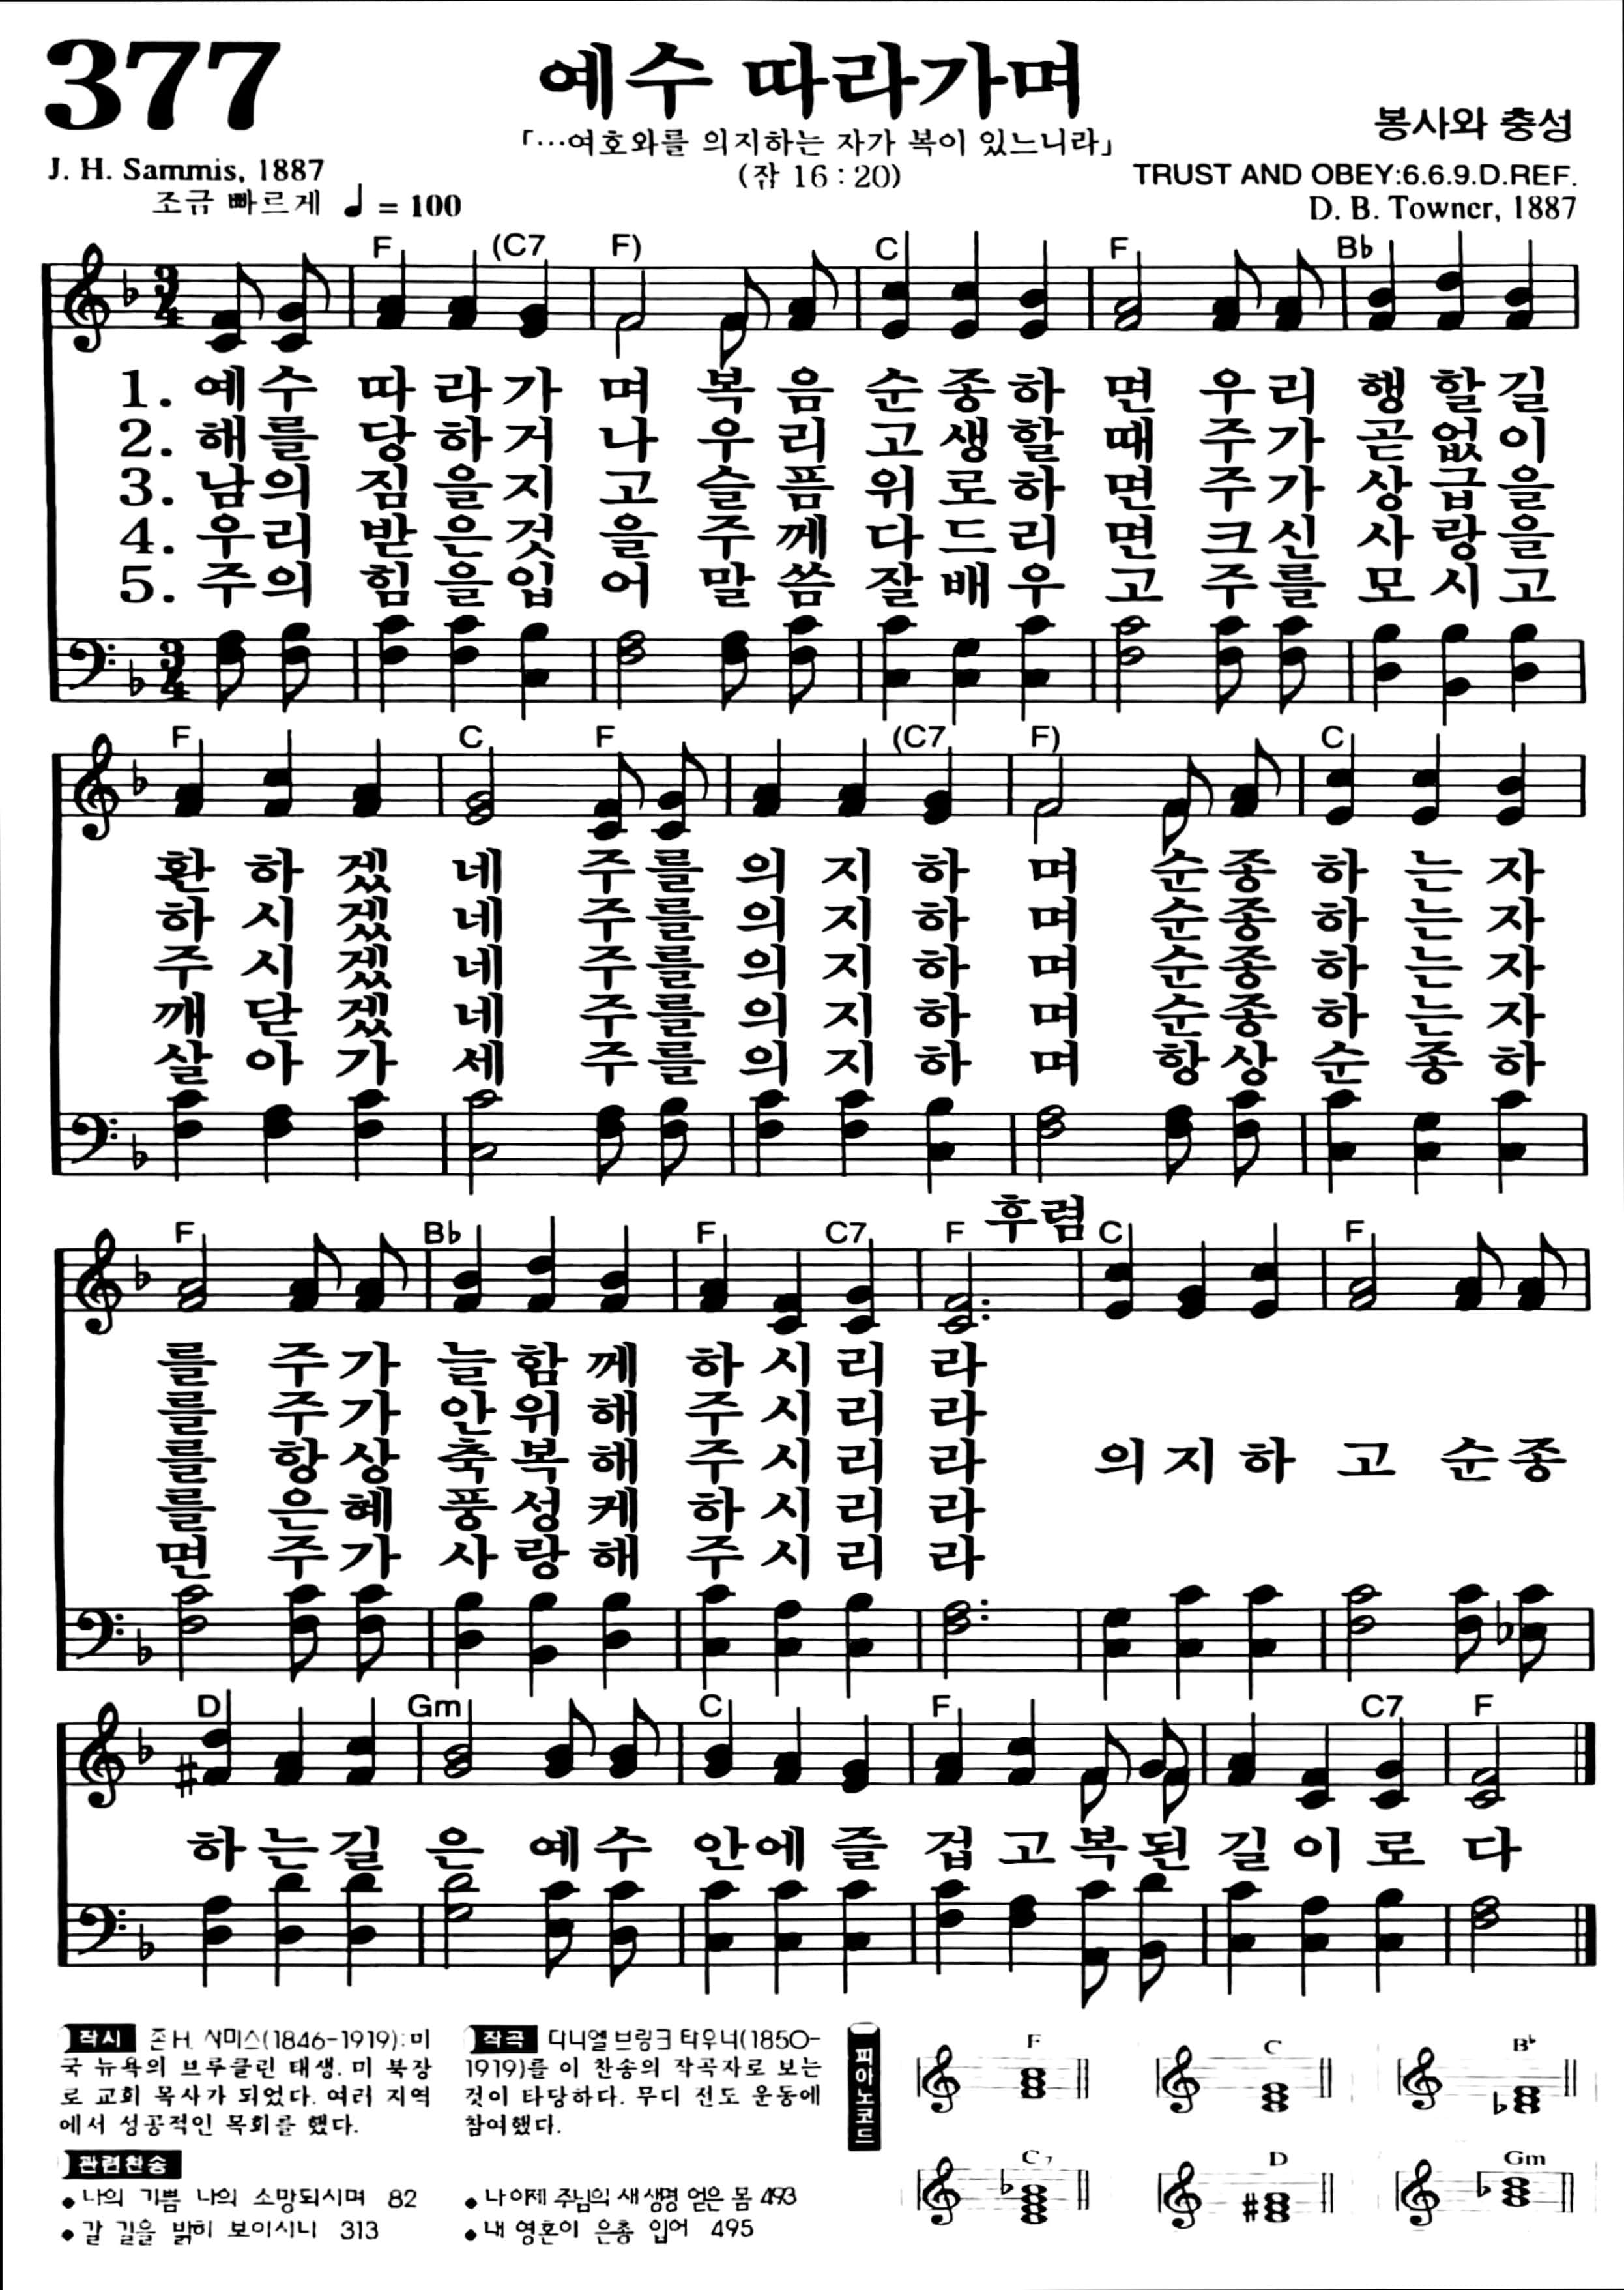 377
예수 따라가며
「…여호와를 의지하는 자가 복이 있느니라」
(잠 16 : 20)
봉사와 충성
J. H. Sammis, 1887
TRUST AND OBEY:6.6.9.D.REF.
조금 빠르게 ♩ = 100
D. B. Towner, 1887
F (C7 F) C F B♭
3/4
1. 예수 따라가며 복음 순종하면 우리 행할길
2. 해를 당하거나 우리 고생할때 주가 곧없이
3. 남의 짐을지고 슬픔 위로하면 주가 상급을
4. 우리 받은것을 주께 다드리면 크신 사랑을
5. 주의 힘을입어 말씀 잘배우고 주를 모시고
3/4
F C F (C7 F) C
환하겠네 주를 의지하며 순종하는자
하시겠네 주를 의지하며 순종하는자
주시겠네 주를 의지하며 순종하는자
깨닫겠네 주를 의지하며 순종하는자
살아가세 주를 의지하며 항상순종하
후렴
F B♭ F C7 F C F
를 주가 늘함께 하시리라
를 주가 안위해 주시리라
를 항상 축복해 주시리라 의지하고 순종
를 은혜 풍성케 하시리라
면 주가 사랑해 주시리라
D Gm C F C7 F
하는길은 예수 안에 즐겁고 복된 길이로다
작시 존 H. 사미스(1846-1919):미
국 뉴욕의 브루클린 태생. 미 북장
로 교회 목사가 되었다. 여러 지역
에서 성공적인 목회를 했다.
작곡 다니엘 브링크 타우너(1850-
1919)를 이 찬송의 작곡자로 보는
것이 타당하다. 무디 전도 운동에
참여했다.
관련찬송
• 나의 기쁨 나의 소망되시며 82
• 갈 길을 밝히 보이시니 313
• 나 이제 주님의 새 생명 얻은 몸 493
• 내 영혼이 은총 입어 495
피아노코드
F C B♭
C7 D Gm